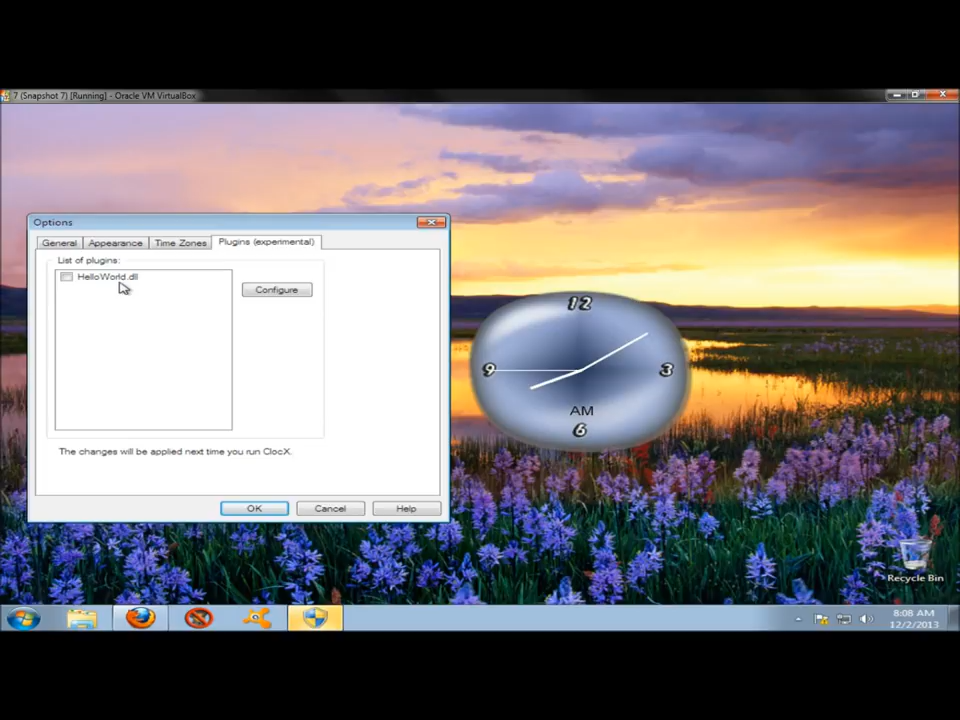 7 (Snapshot 7) [Running] - Oracle VM VirtualBox
Options
General
Appearance
Time Zones
Plugins (experimental)
List of plugins:
HelloWorld.dll
Configure
The changes will be applied next time you run ClocX.
OK
Cancel
Help
12
9
3
AM
6
Recycle Bin
8:08 AM
12/2/2013